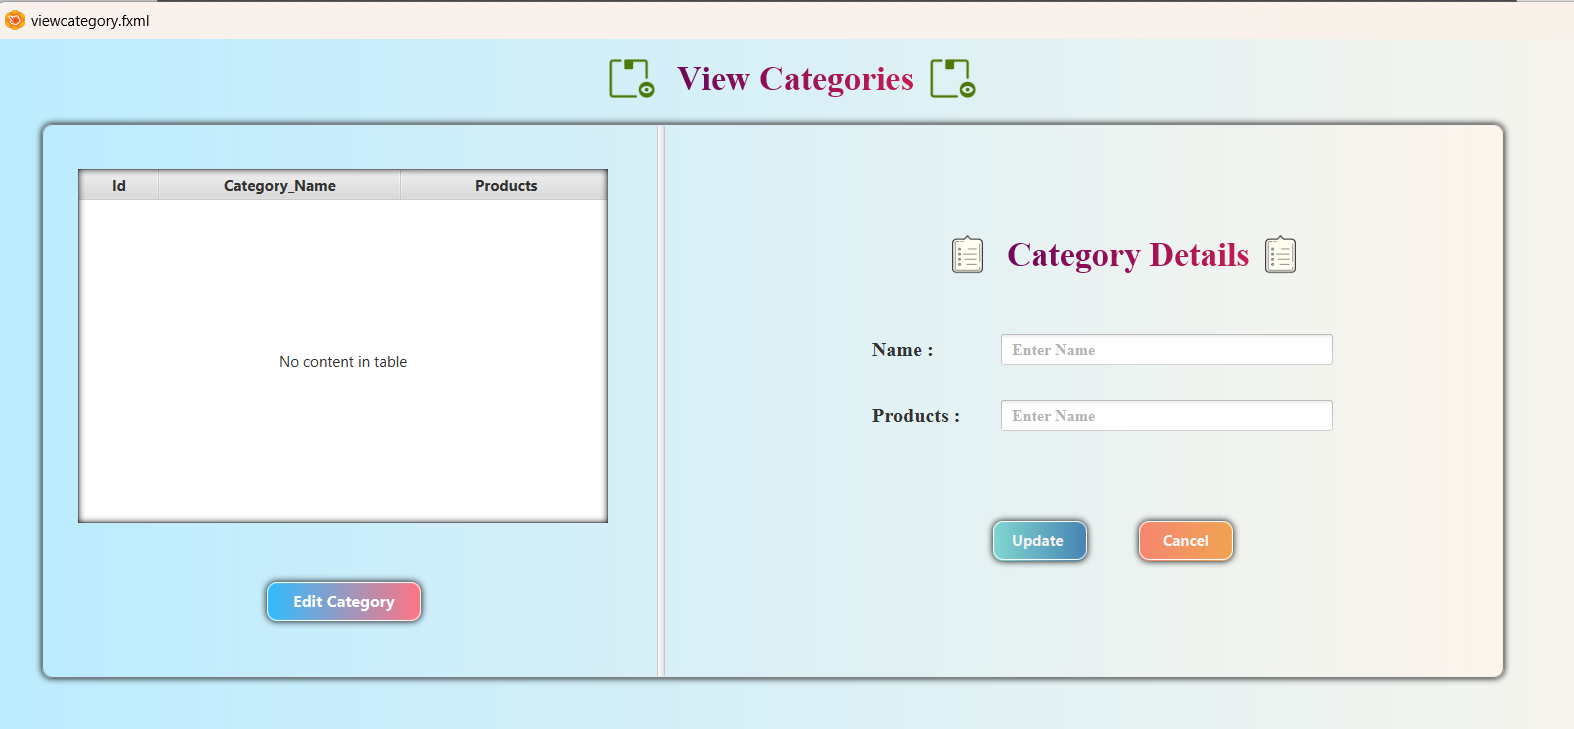 viewcategory.fxml
View Categories
Id Category_Name Products
No content in table
Edit Category
Category Details
Name : Enter Name
Products : Enter Name
Update Cancel